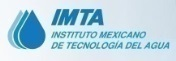 IMTA
INSTITUTO MEXICANO
DE TECNOLOGÍA DEL AGUA